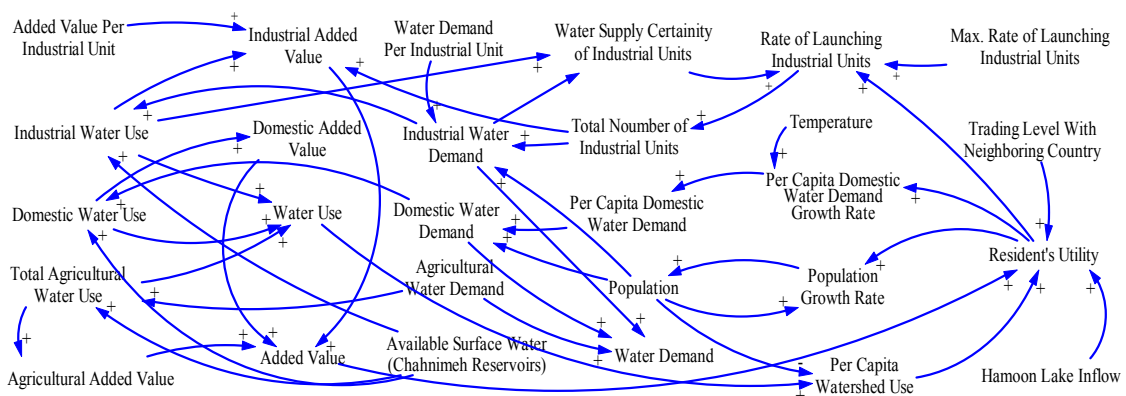 Added Value Per
Industrial Unit
Industrial Added
Value
Water Demand
Per Industrial Unit
Water Supply Certainity
of Industrial Units
Rate of Launching
Industrial Units
Max. Rate of Launching
Industrial Units
Industrial Water Use
Domestic Added
Value
Industrial Water
Demand
Total Noumber of
Industrial Units
Temperature
Trading Level With
Neighboring Country
Domestic Water Use
Water Use
Domestic Water
Demand
Per Capita Domestic
Water Demand
Per Capita Domestic
Water Demand
Growth Rate
Resident's Utility
Total Agricultural
Water Use
Agricultural
Water Demand
Population
Population
Growth Rate
Agricultural Added Value
Added Value
Available Surface Water
(Chahnimeh Reservoirs)
Water Demand
Per Capita
Watershed Use
Hamoon Lake Inflow